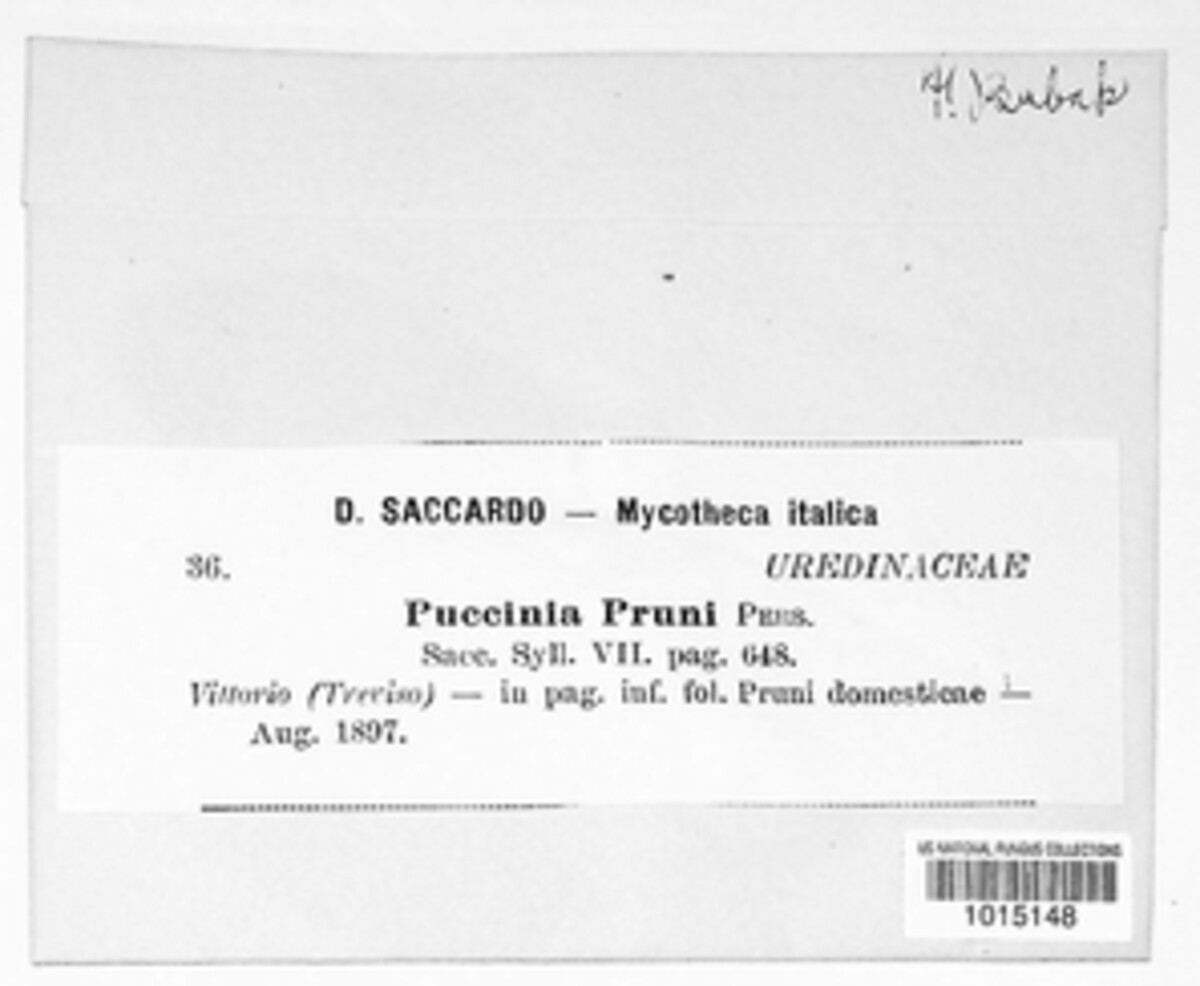 H. Bubak
D. SACCARDO — Mycotheca italica
36. UREDINACEAE
Puccinia Pruni PERS.
Sacc. Syll. VII. pag. 648.
Vittorio (Treviso) — in pag. inf. fol. Pruni domesticae —
Aug. 1897.
US NATIONAL FUNGUS COLLECTIONS
1015148